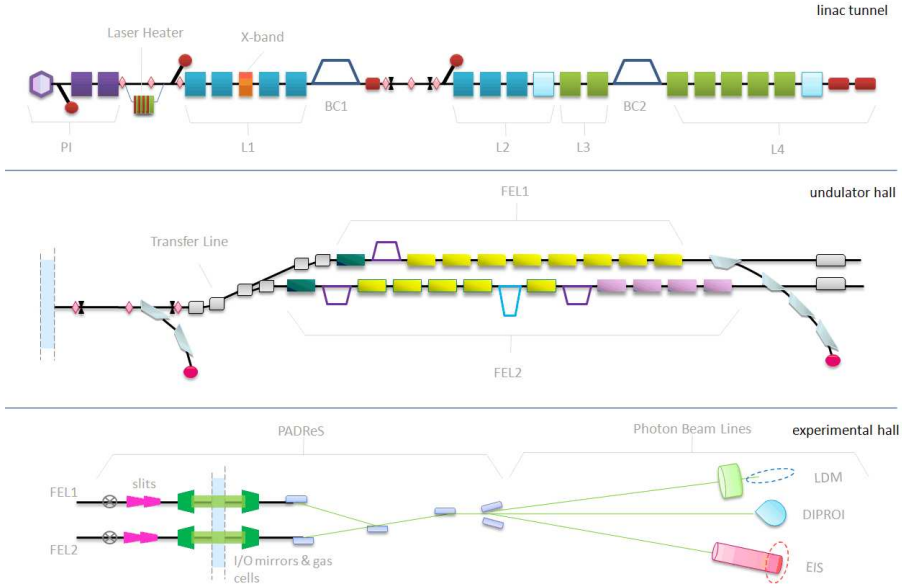 linac tunnel
Laser Heater
X-band
BC1
BC2
PI
L1
L2
L3
L4
undulator hall
FEL1
Transfer Line
FEL2
experimental hall
PADReS
Photon Beam Lines
FEL1
slits
LDM
DIPROI
FEL2
I/O mirrors & gas
cells
EIS